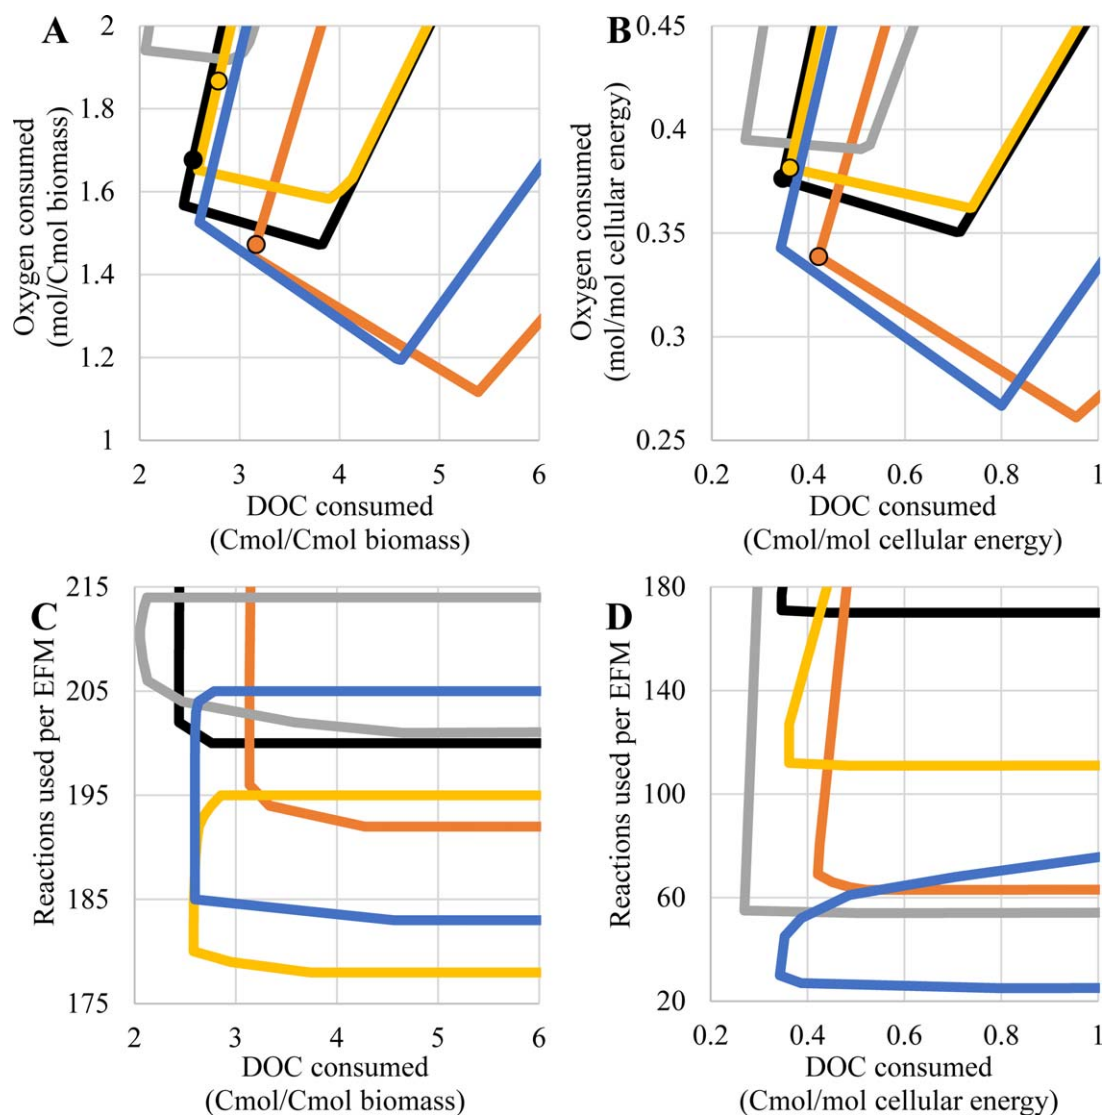 A
B
2
1.8
1.6
1.4
1.2
1
Oxygen consumed
(mol/Cmol biomass)
2
3
4
5
6
DOC consumed
(Cmol/Cmol biomass)
0.45
0.4
0.35
0.3
0.25
Oxygen consumed
(mol/mol cellular energy)
0.2
0.4
0.6
0.8
1
DOC consumed
(Cmol/mol cellular energy)
C
D
215
205
195
185
175
Reactions used per EFM
2
3
4
5
6
DOC consumed
(Cmol/Cmol biomass)
180
140
100
60
20
Reactions used per EFM
0.2
0.4
0.6
0.8
1
DOC consumed
(Cmol/mol cellular energy)